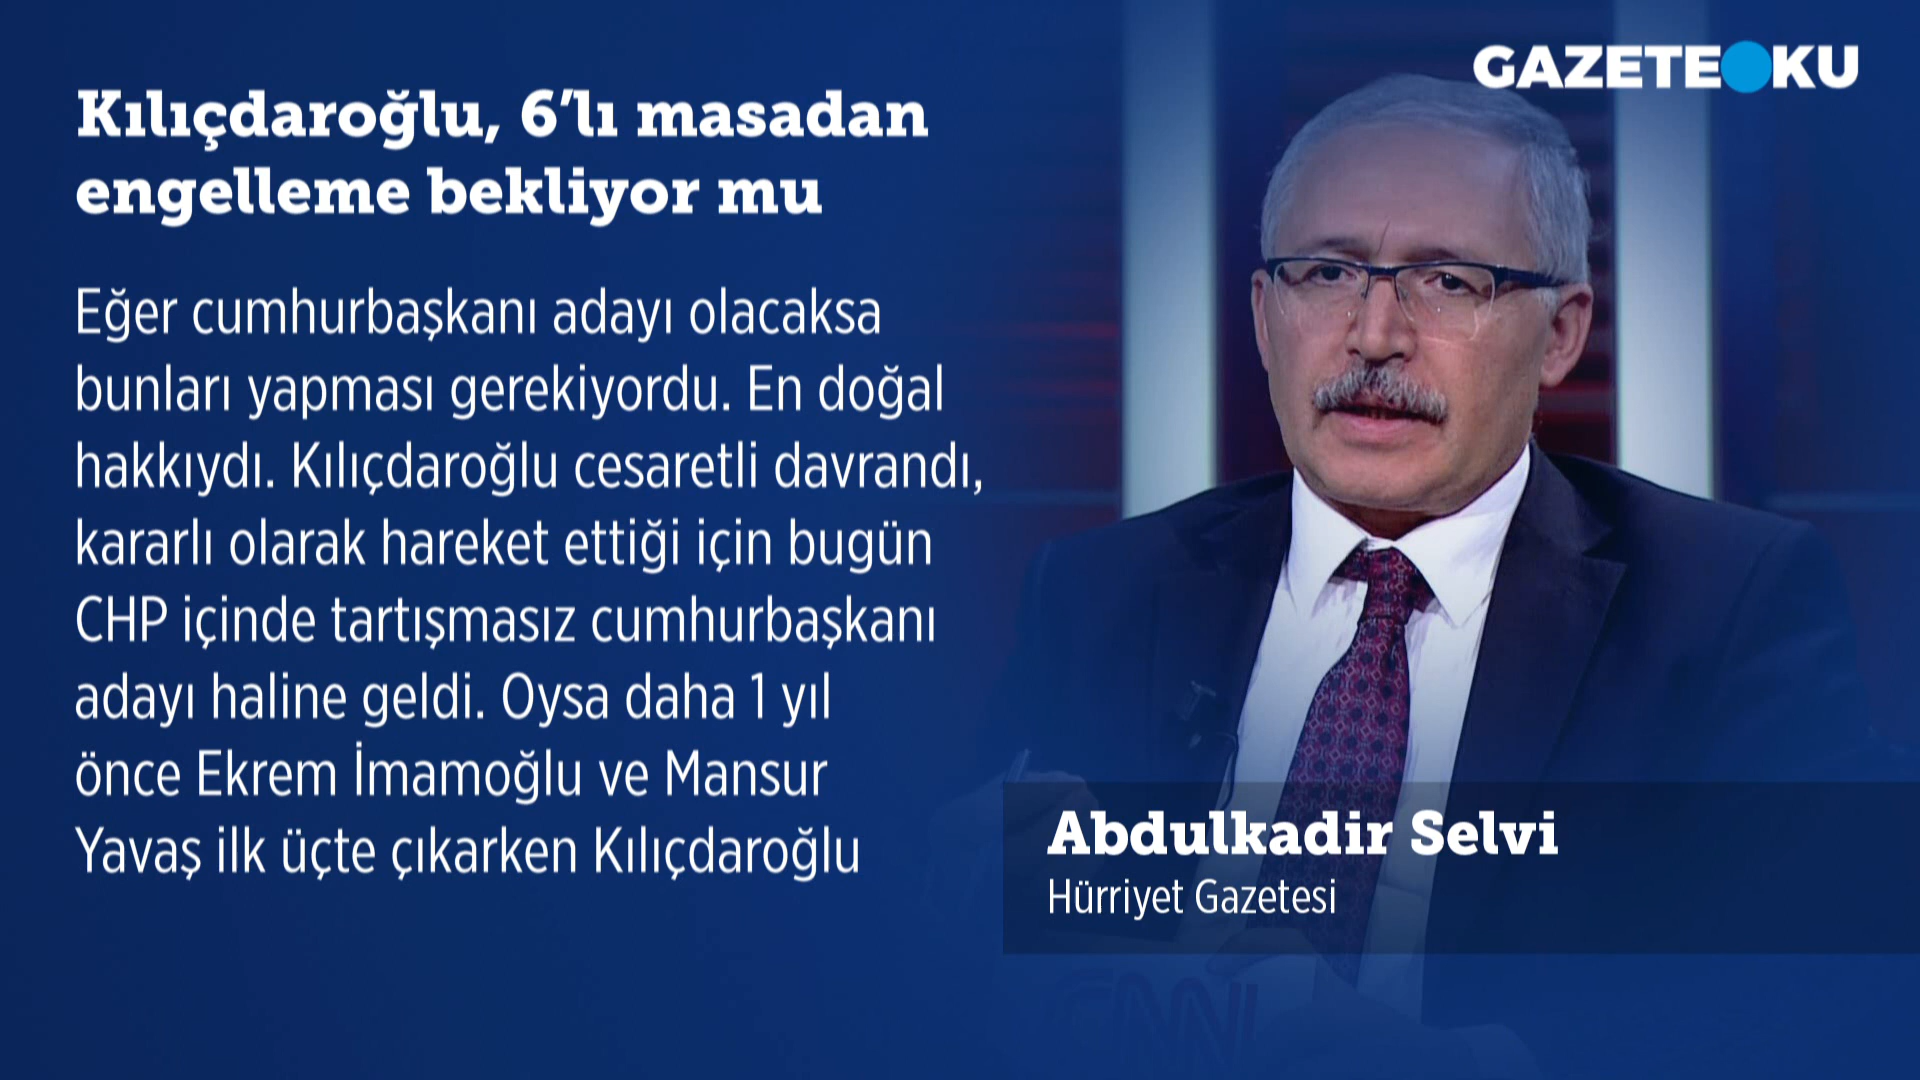 GAZETE OKU
Kılıçdaroğlu, 6’lı masadan
engelleme bekliyor mu
Eğer cumhurbaşkanı adayı olacaksa
bunları yapması gerekiyordu. En doğal
hakkıydı. Kılıçdaroğlu cesaretli davrandı,
kararlı olarak hareket ettiği için bugün
CHP içinde tartışmasız cumhurbaşkanı
adayı haline geldi. Oysa daha 1 yıl
önce Ekrem İmamoğlu ve Mansur
Yavaş ilk üçte çıkarken Kılıçdaroğlu
Abdulkadir Selvi
Hürriyet Gazetesi
CNN